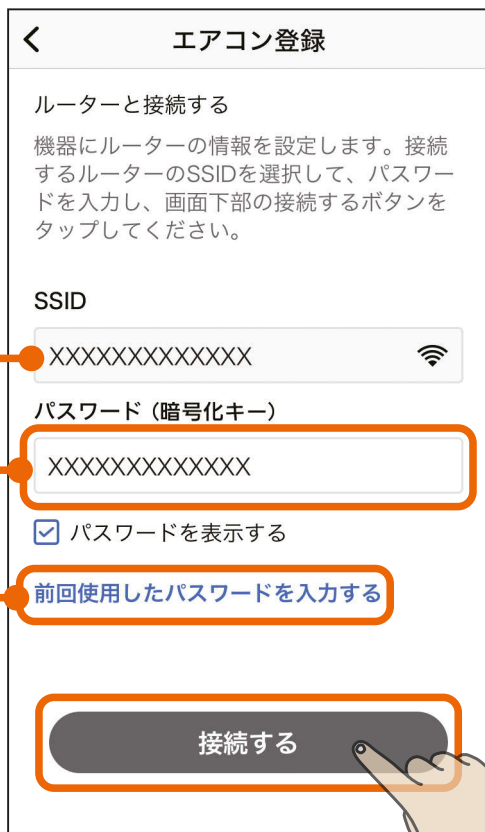 エアコン登録
ルーターと接続する
機器にルーターの情報を設定します。接続
するルーターのSSIDを選択して、パスワー
ドを入力し、画面下部の接続するボタンを
タップしてください。
SSID
XXXXXXXXXXXXX
パスワード（暗号化キー）
XXXXXXXXXXXXX
パスワードを表示する
前回使用したパスワードを入力する
接続する